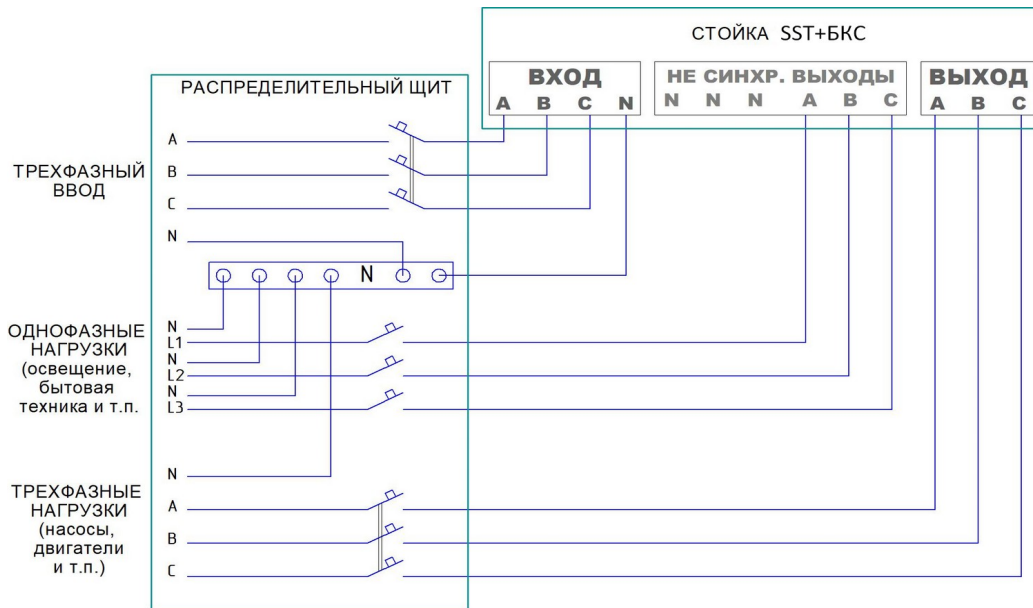 СТОЙКА SST+БКС
ВХОД
A B C N
НЕ СИНХР. ВЫХОДЫ
N N N A B C
ВЫХОД
A B C
РАСПРЕДЕЛИТЕЛЬНЫЙ ЩИТ
ТРЕХФАЗНЫЙ
ВВОД
A
B
C
N
N
ОДНОФАЗНЫЕ
НАГРУЗКИ
(освещение,
бытовая
техника и т.п.
N
L1
N
L2
N
L3
ТРЕХФАЗНЫЕ
НАГРУЗКИ
(насосы,
двигатели
и т.п.)
N
A
B
C